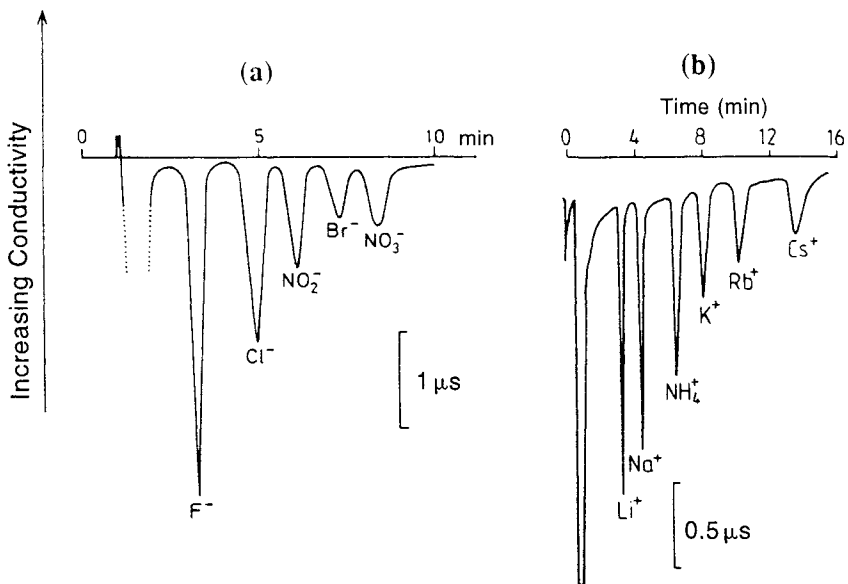 Increasing Conductivity
(a)
0 5 10 min
F⁻
Cl⁻
NO₂⁻
Br⁻
NO₃⁻
1 μs
(b)
Time (min)
0 4 8 12 16
Li⁺
Na⁺
NH₄⁺
K⁺
Rb⁺
Cs⁺
0.5 μs